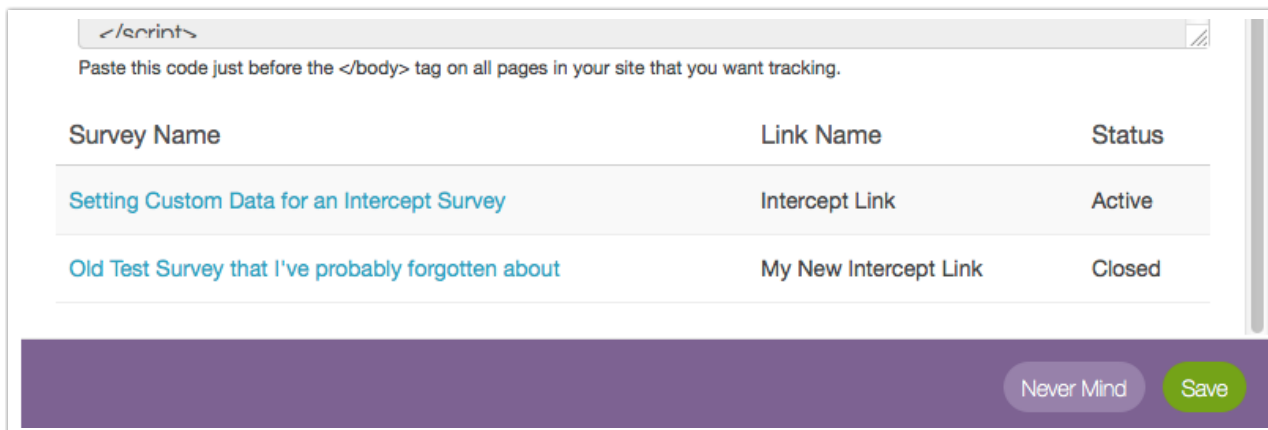 </script>
Paste this code just before the </body> tag on all pages in your site that you want tracking.
Survey Name Link Name Status
Setting Custom Data for an Intercept Survey Intercept Link Active
Old Test Survey that I've probably forgotten about My New Intercept Link Closed
Never Mind Save